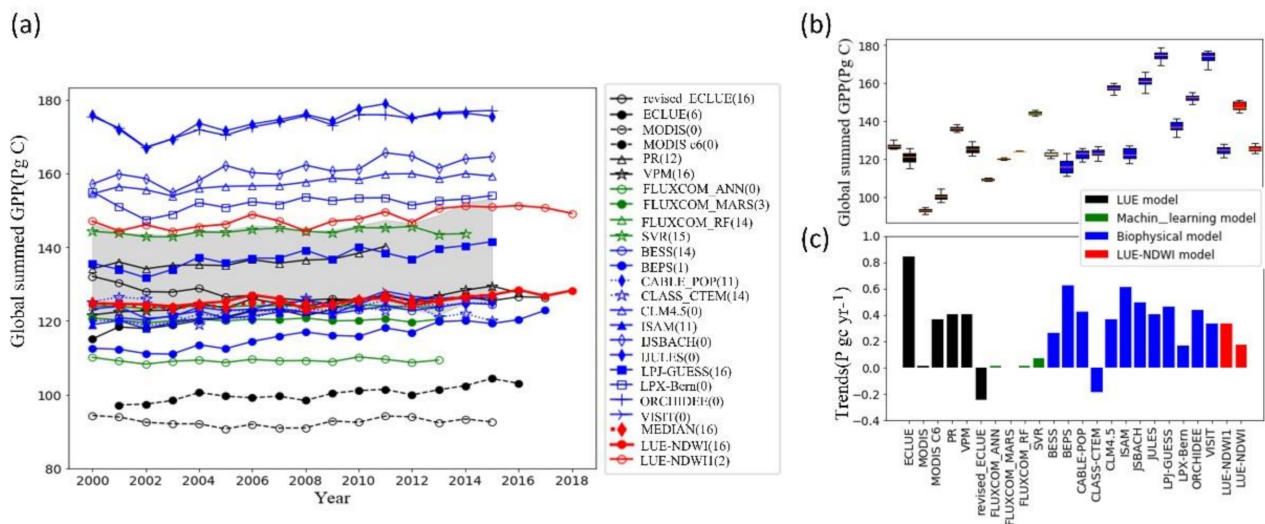 (a)
Global summed GPP(Pg C)
180
160
140
120
100
80
2000
2002
2004
2006
2008
2010
2012
2014
2016
2018
Year
revised_ECLUE(16)
ECLUE(6)
MODIS(0)
MODIS c6(0)
PR(12)
VPM(16)
FLUXCOM_ANN(0)
FLUXCOM_MARS(3)
FLUXCOM_RF(14)
SVR(15)
BESS(14)
BEPS(1)
CABLE_POP(11)
CLASS_CTEM(14)
CLM4.5(0)
ISAM(11)
IJSBACH(0)
IJULES(0)
LPJ-GUESS(16)
LPX-Bern(0)
ORCHIDEE(0)
VISIT(0)
MEDIAN(16)
LUE-NDWI(16)
LUE-NDWI1(2)
(b)
Global summed GPP(Pg C)
180
160
140
120
100
LUE model
Machin__learning model
Biophysical model
LUE-NDWI model
(c)
Trends(P gc yr-¹)
1.0
0.8
0.6
0.4
0.2
0.0
−0.2
−0.4
ECLUE
MODIS
MODIS C6
PR
VPM
revised_ECLUE
FLUXCOM_ANN
FLUXCOM_MARS
FLUXCOM_RF
SVR
BESS
BEPS
CABLE-POP
CLASS-CTEM
CLM4.5
ISAM
JSBACH
JULES
LPJ-GUESS
LPX-Bern
ORCHIDEE
VISIT
LUE-NDWI1
LUE-NDWI